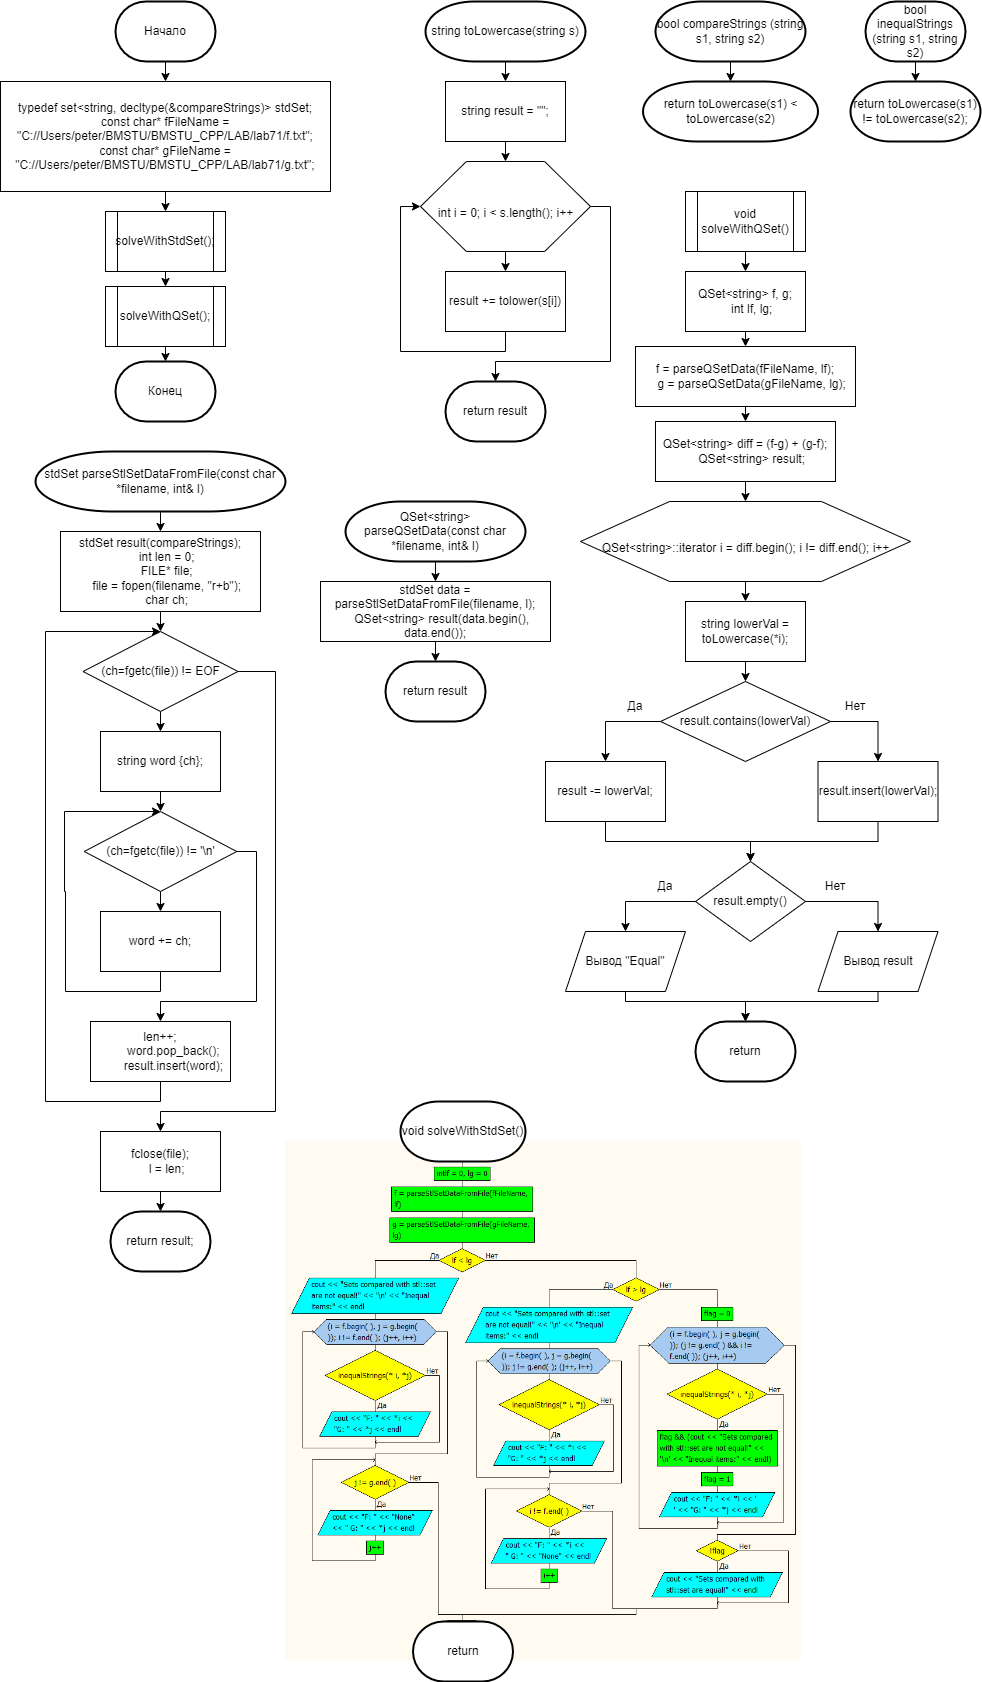 Начало
typedef set<string, decltype(&compareStrings)> stdSet;
const char* fFileName =
"C://Users/peter/BMSTU/BMSTU_CPP/LAB/lab71/f.txt";
const char* gFileName =
"C://Users/peter/BMSTU/BMSTU_CPP/LAB/lab71/g.txt";
solveWithStdSet();
solveWithQSet();
Конец
string toLowercase(string s)
string result = "";
int i = 0; i < s.length(); i++
result += tolower(s[i])
return result
bool compareStrings (string
s1, string s2)
return toLowercase(s1) <
toLowercase(s2)
bool
inequalStrings
(string s1, string
s2)
return toLowercase(s1)
!= toLowercase(s2);
void
solveWithQSet()
QSet<string> f, g;
int lf, lg;
f = parseQSetData(fFileName, lf);
g = parseQSetData(gFileName, lg);
QSet<string> diff = (f-g) + (g-f);
QSet<string> result;
QSet<string>::iterator i = diff.begin(); i != diff.end(); i++
string lowerVal =
toLowercase(*i);
result.contains(lowerVal)
Да
Нет
result -= lowerVal;
result.insert(lowerVal);
result.empty()
Да
Нет
Вывод "Equal"
Вывод result
return
stdSet parseStlSetDataFromFile(const char
*filename, int& l)
stdSet result(compareStrings);
int len = 0;
FILE* file;
file = fopen(filename, "r+b");
char ch;
(ch=fgetc(file)) != EOF
string word {ch};
(ch=fgetc(file)) != '\n'
word += ch;
len++;
word.pop_back();
result.insert(word);
fclose(file);
l = len;
return result;
QSet<string>
parseQSetData(const char
*filename, int& l)
stdSet data =
parseStlSetDataFromFile(filename, l);
QSet<string> result(data.begin(),
data.end());
return result
void solveWithStdSet()
intlf = 0, lg = 0
f = parseStlSetDataFromFile(fFileName,
lf)
g = parseStlSetDataFromFile(gFileName,
lg)
lf < lg
Да
Нет
cout << "Sets compared with stl::set
are not equal!" << '\n' << "Inequal
items:" << endl
(i = f.begin( ), j = g.begin(
)); i != f.end( ); (j++, i++)
inequalStrings(* i, *j)
Нет
Да
cout << "F: " << *i <<
"G: " << *j << endl
j != g.end( )
Нет
Да
cout << "F: " << "None"
<< " G: " << *j << endl
j++
lf > lg
Да
Нет
cout << "Sets compared with stl::set
are not equal!" << '\n' << "Inequal
items:" << endl
(i = f.begin( ), j = g.begin(
)); j != g.end( ); (j++, i++)
inequalStrings(* i, *j)
Нет
Да
cout << "F: " << *i <<
"G: " << *j << endl
i != f.end( )
Нет
Да
cout << "F: " << *i <<
" G: " << "None" << endl
i++
flag = 0
(i = f.begin( ), j = g.begin(
)); (j != g.end( ) && i !=
f.end( )); (j++, i++)
inequalStrings(* i, *j)
Нет
Да
flag && (cout << "Sets compared
with stl::set are not equal!" <<
'\n' << "Inequal items:" << endl)
flag = 1
cout << "F: " << *i << '
' << "G: " << *j << endl
!flag
Нет
Да
cout << "Sets compared with
stl::set are equal!" << endl
return